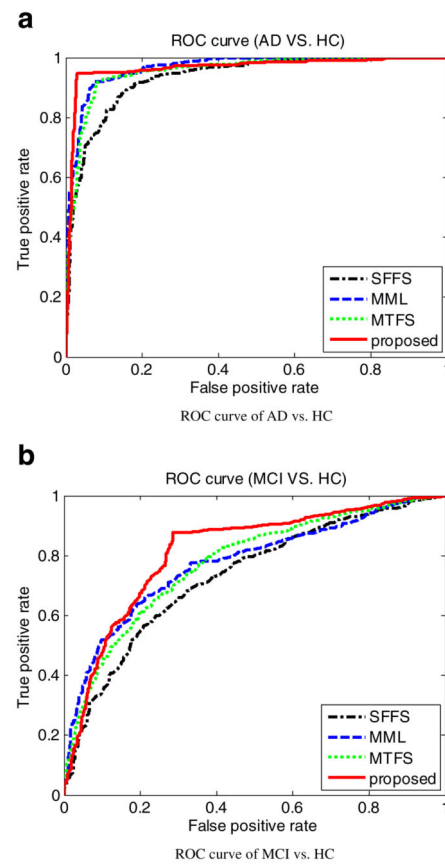 a
ROC curve (AD VS. HC)
1
0.8
0.6
0.4
0.2
0
True positive rate
SFFS
MML
MTFS
proposed
0 0.2 0.4 0.6 0.8 1
False positive rate
ROC curve of AD vs. HC
b
ROC curve (MCI VS. HC)
1
0.8
0.6
0.4
0.2
0
True positive rate
SFFS
MML
MTFS
proposed
0 0.2 0.4 0.6 0.8 1
False positive rate
ROC curve of MCI vs. HC